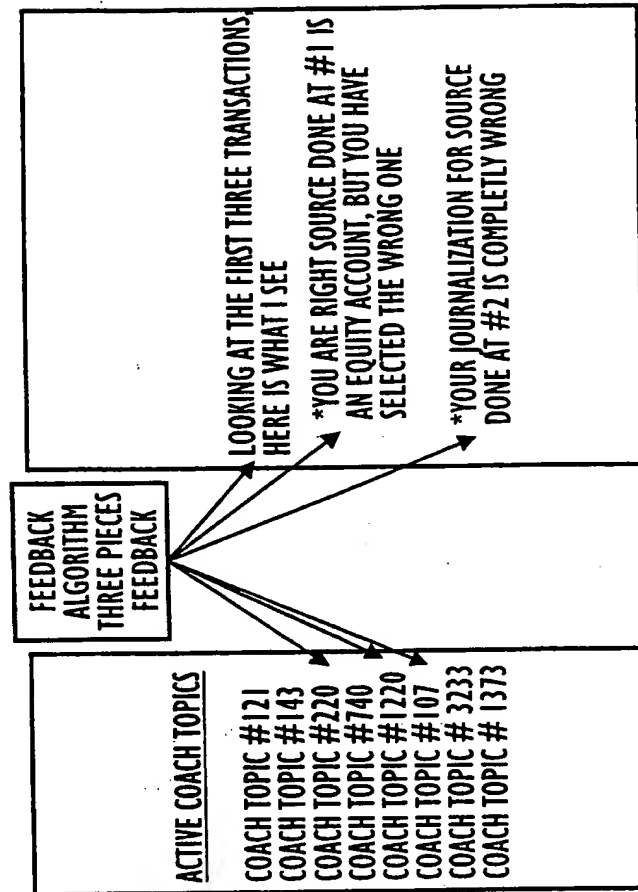 ACTIVE COACH TOPICS
COACH TOPIC #121
COACH TOPIC #143
COACH TOPIC #220
COACH TOPIC #740
COACH TOPIC #1220
COACH TOPIC #107
COACH TOPIC # 3233
COACH TOPIC # 1373
FEEDBACK
ALGORITHM
THREE PIECES
FEEDBACK
LOOKING AT THE FIRST THREE TRANSACTIONS,
HERE IS WHAT I SEE
*YOU ARE RIGHT SOURCE DONE AT #1 IS
AN EQUITY ACCOUNT, BUT YOU HAVE
SELECTED THE WRONG ONE
*YOUR JOURNALIZATION FOR SOURCE
DONE AT #2 IS COMPLETLY WRONG